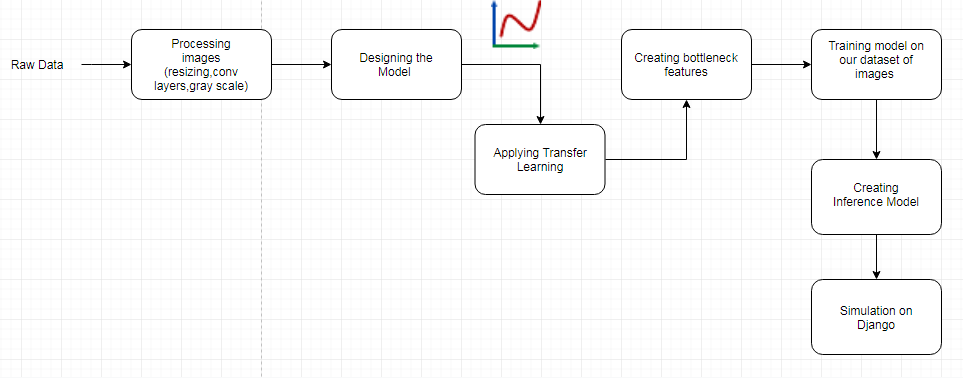 Raw Data
Processing
images
(resizing,conv
layers,gray scale)
Designing the
Model
Applying Transfer
Learning
Creating bottleneck
features
Training model on
our dataset of
images
Creating
Inference Model
Simulation on
Django